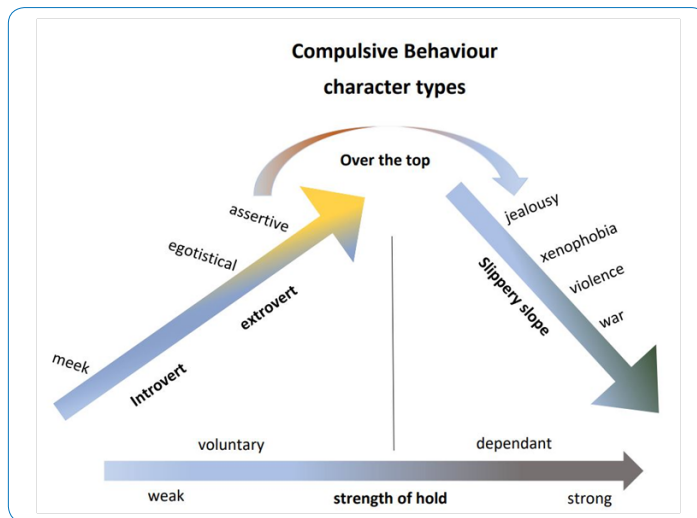 Compulsive Behaviour
character types
Over the top
assertive
egotistical
meek
Introvert
extrovert
jealousy
xenophobia
violence
war
Slippery slope
voluntary
dependant
weak
strength of hold
strong